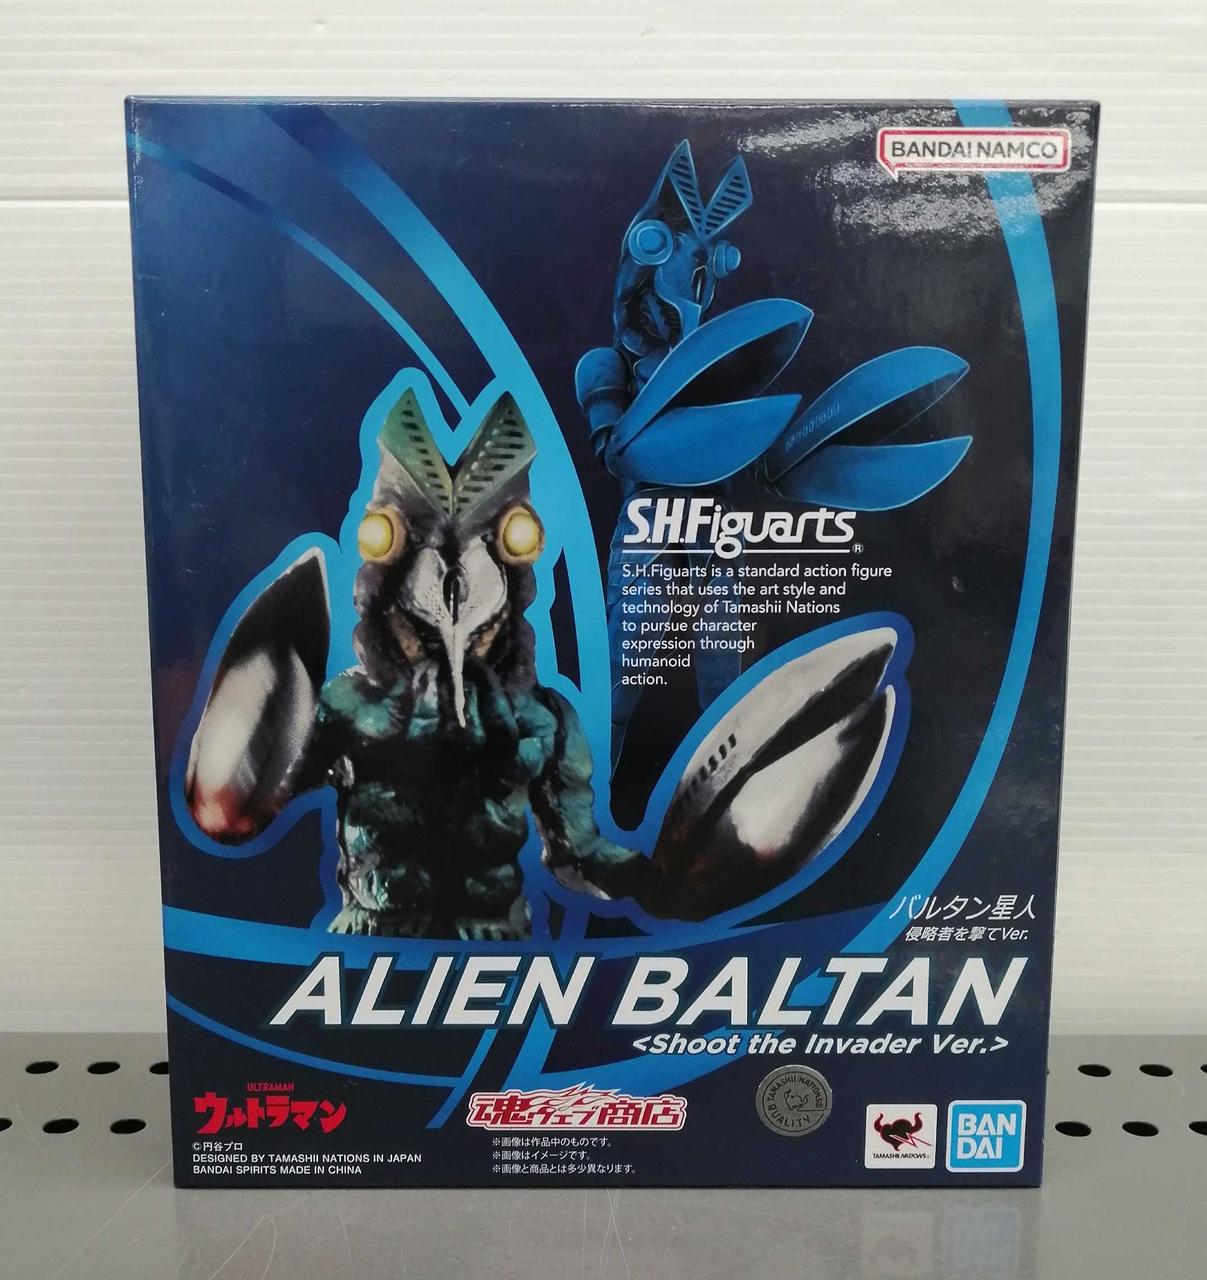 BANDAI NAMCO
S.H.Figuarts
®
S.H.Figuarts is a standard action figure
series that uses the art style and
technology of Tamashii Nations
to pursue character
expression through
humanoid
action.
バルタン星人
侵略者を撃てVer.
ALIEN BALTAN
<Shoot the Invader Ver.>
ULTRAMAN
ウルトラマン
©円谷プロ
DESIGNED BY TAMASHII NATIONS IN JAPAN
BANDAI SPIRITS MADE IN CHINA
魂ウェブ商店
※画像は作品中のものです。
※画像はイメージです。
※画像と商品とは多少異なります。
TAMASHII NATIONS®
QUALITY
TAMASHII NATIONS®
BAN
DAI